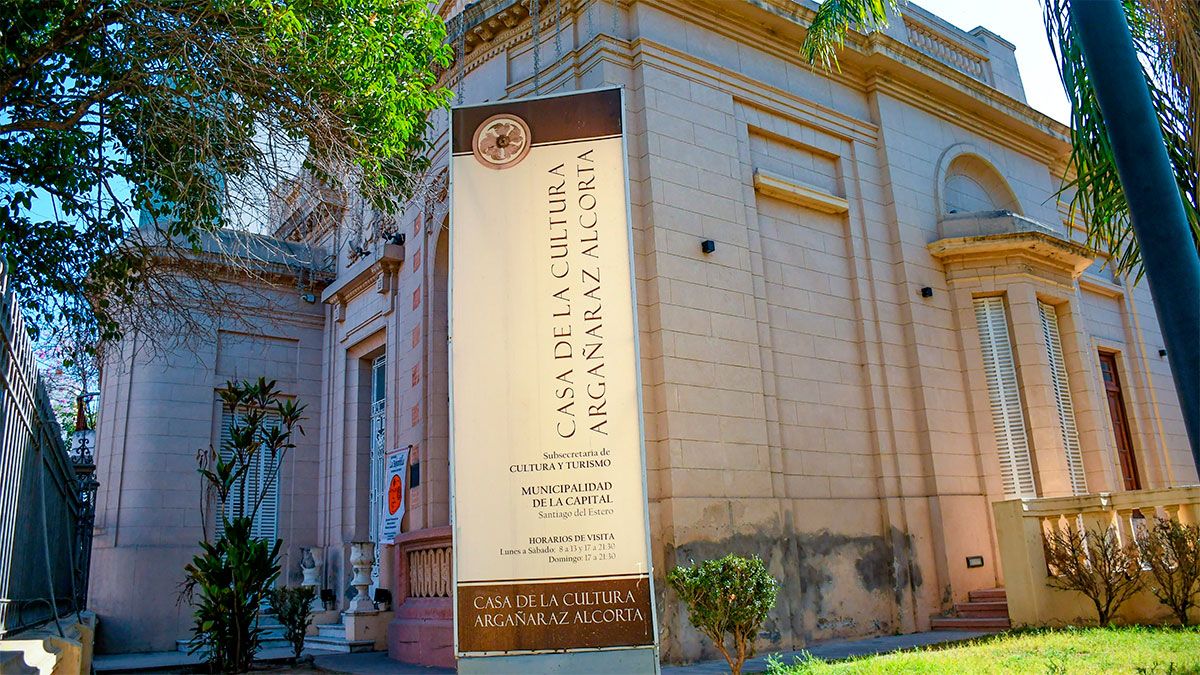 CASA DE LA CULTURA
ARGAÑARAZ ALCORTA
Subsecretaria de
CULTURA Y TURISMO
MUNICIPALIDAD
DE LA CAPITAL
Santiago del Estero
HORARIOS DE VISITA
Lunes a Sábado: 8 a 13 y 17 a 21:30
Domingo: 17 a 21:30
CASA DE LA CULTURA
ARGAÑARAZ ALCORTA